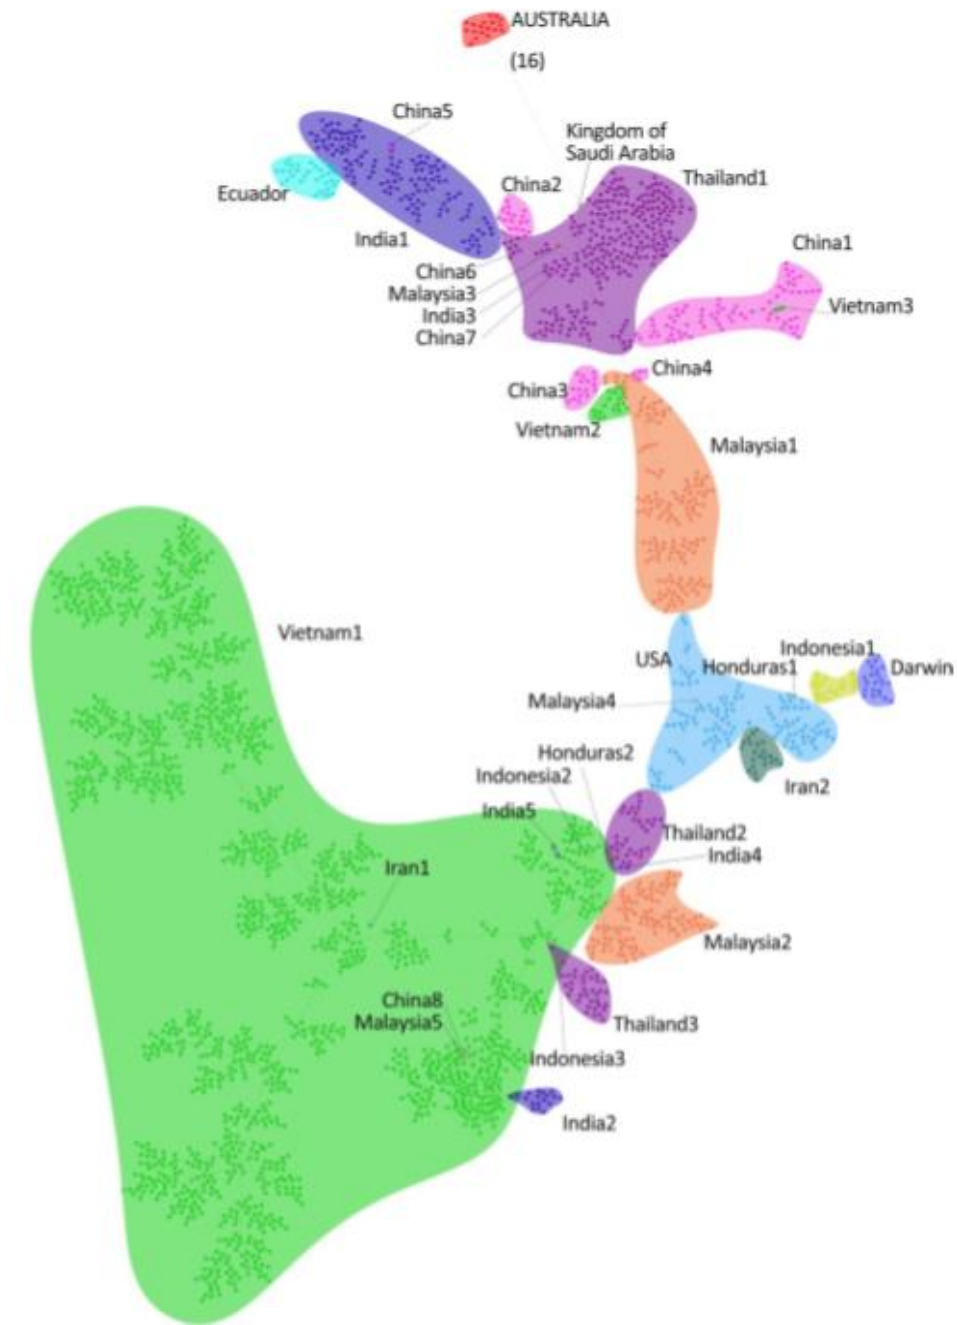 AUSTRALIA
(16)
China5
Kingdom of
Saudi Arabia
Thailand1
China2
Ecuador
India1
China1
China6
Malaysia3
India3
China7
Vietnam3
China4
China3
Vietnam2
Malaysia1
Vietnam1
Indonesia1
USA
Honduras1
Darwin
Malaysia4
Honduras2
Indonesia2
Iran2
India5
Thailand2
India4
Iran1
Malaysia2
China8
Malaysia5
Thailand3
Indonesia3
India2